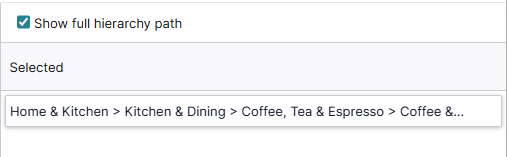 Show full hierarchy path
Selected
Home & Kitchen > Kitchen & Dining > Coffee, Tea & Espresso > Coffee &...